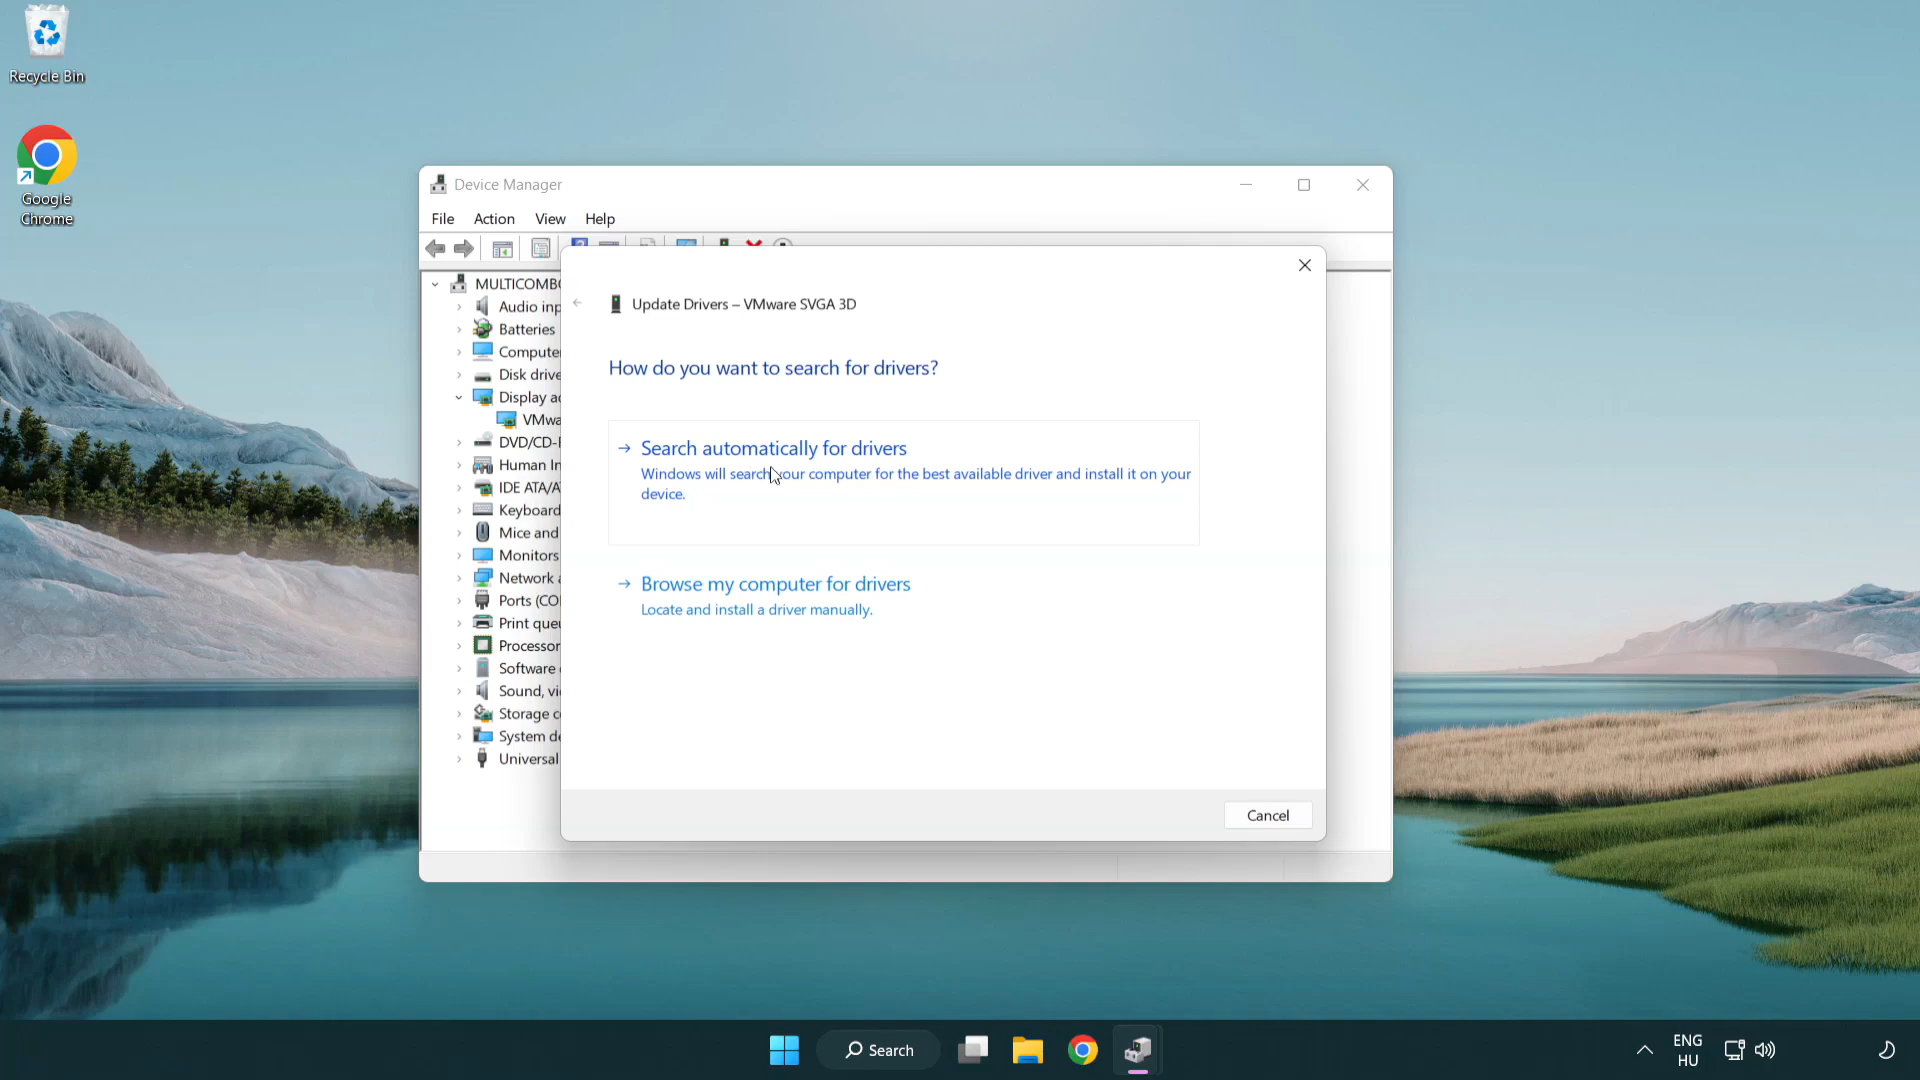 Recycle Bin
Google
Chrome
Device Manager
File Action View Help
MULTICOMB
Audio inp
Batteries
Compute
Disk drive
Display a
VMwa
DVD/CD-
Human In
IDE ATA/A
Keyboard
Mice and
Monitors
Network
Ports (CO
Print que
Processor
Software
Sound, vi
Storage c
System de
Universal
Update Drivers – VMware SVGA 3D
How do you want to search for drivers?
Search automatically for drivers
Windows will search your computer for the best available driver and install it on your
device.
Browse my computer for drivers
Locate and install a driver manually.
Cancel
Search
ENG
HU